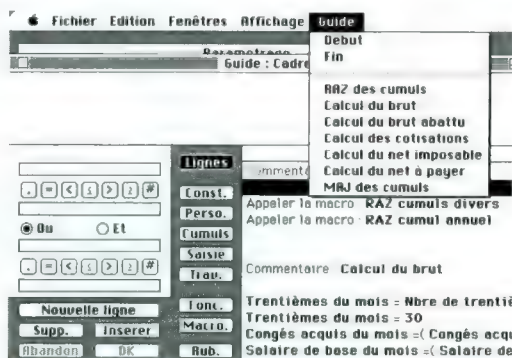 Fichier Edition Fenêtres Affichage Guide
Debut
Fin
Paramétrage
Guide : Cadre
RAZ des cumuls
Calcul du brut
Calcul du brut abattu
Calcul des cotisations
Calcul du net imposable
Calcul du net à payer
MAJ des cumuls
Lignes
Const.
Perso.
Cumuls
Saisie
Trav.
Fonc.
Macro.
Rub.
. = < ≤ > ≥ #
Ou Et
. = < ≤ > ≥ #
Nouvelle ligne
Supp. Inserer
Abandon OK
Appeler la macro RAZ cumuls divers
Appeler la macro RAZ cumul annuel
Commentaire Calcul du brut
Trentièmes du mois = Nbre de
Trentièmes du mois = 30
Congés acquis du mois =( Congés
Salaire de base du mois =( Salaire de